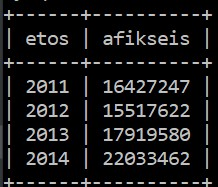 +------+----------+
| etos | afikseis |
+------+----------+
| 2011 | 16427247 |
| 2012 | 15517622 |
| 2013 | 17919580 |
| 2014 | 22033462 |
+------+----------+